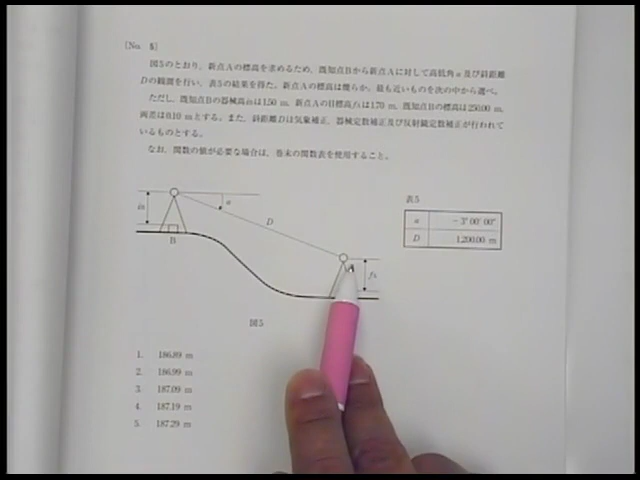 〔No. 5〕
図5のとおり、新点Aの標高を求めるため、既知点Bから新点Aに対して高低角α及び斜距離
Dの観測を行い、表5の結果を得た。新点Aの標高は幾らか。最も近いものを次の中から選べ。
ただし、既知点Bの器械高は1.50 m、新点Aの目標高は1.70 m、既知点Bの標高は250.00 m、
両差は0.10 mとする。また、斜距離Dは気象補正、器械定数補正及び反射鏡定数補正が行われて
いるものとする。
なお、関数の値が必要な場合は、巻末の関数表を使用すること。
表5
α −3° 00′ 00″
D 1,200.00 m
α
D
B
図5
1. 186.89 m
2. 186.99 m
3. 187.09 m
4. 187.19 m
5. 187.29 m